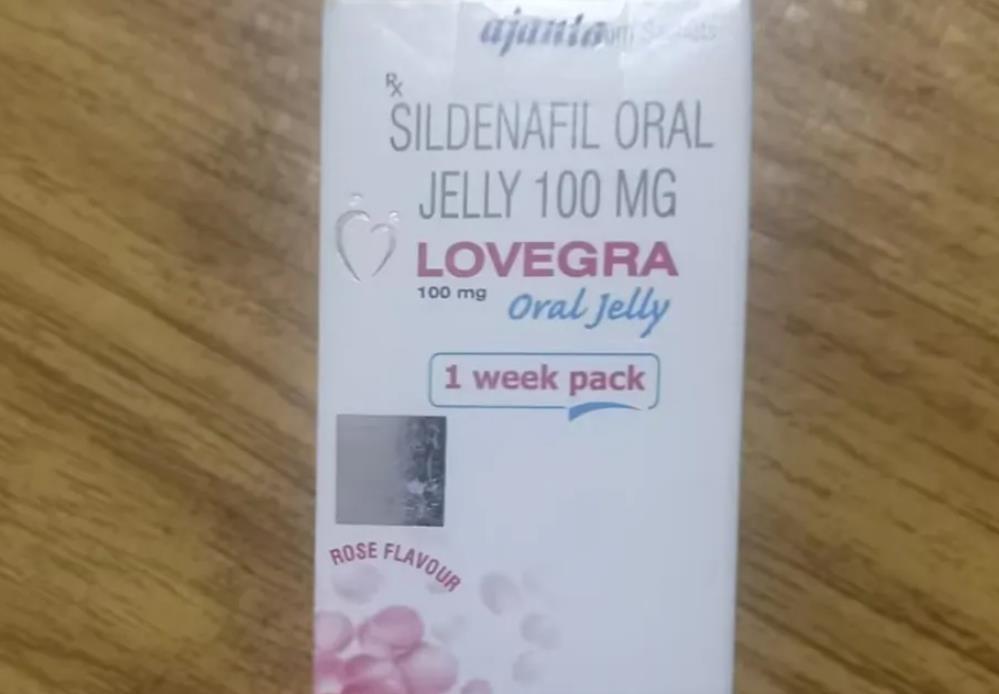 ajanta
Rx
SILDENAFIL ORAL
JELLY 100 MG
LOVEGRA
100 mg
Oral Jelly
1 week pack
ROSE FLAVOUR